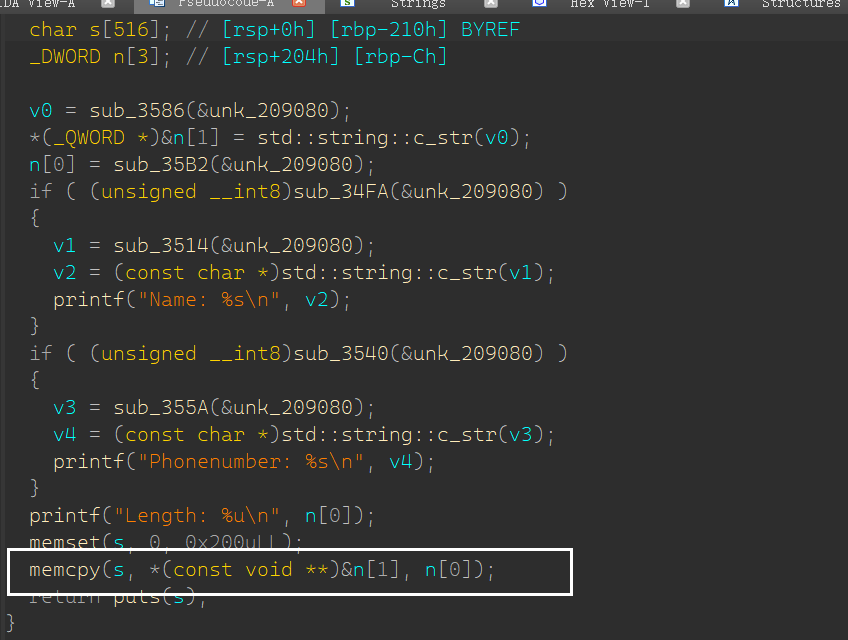 IDA View-A Pseudocode-A Strings Hex View-1 Structures
char s[516]; // [rsp+0h] [rbp-210h] BYREF
_DWORD n[3]; // [rsp+204h] [rbp-Ch]
v0 = sub_3586(&unk_209080);
*(_QWORD *)&n[1] = std::string::c_str(v0);
n[0] = sub_35B2(&unk_209080);
if ( (unsigned __int8)sub_34FA(&unk_209080) )
{
v1 = sub_3514(&unk_209080);
v2 = (const char *)std::string::c_str(v1);
printf("Name: %s\n", v2);
}
if ( (unsigned __int8)sub_3540(&unk_209080) )
{
v3 = sub_355A(&unk_209080);
v4 = (const char *)std::string::c_str(v3);
printf("Phonenumber: %s\n", v4);
}
printf("Length: %u\n", n[0]);
memset(s, 0, 0x200uLL);
memcpy(s, *(const void **)&n[1], n[0]);
return puts(s);
}